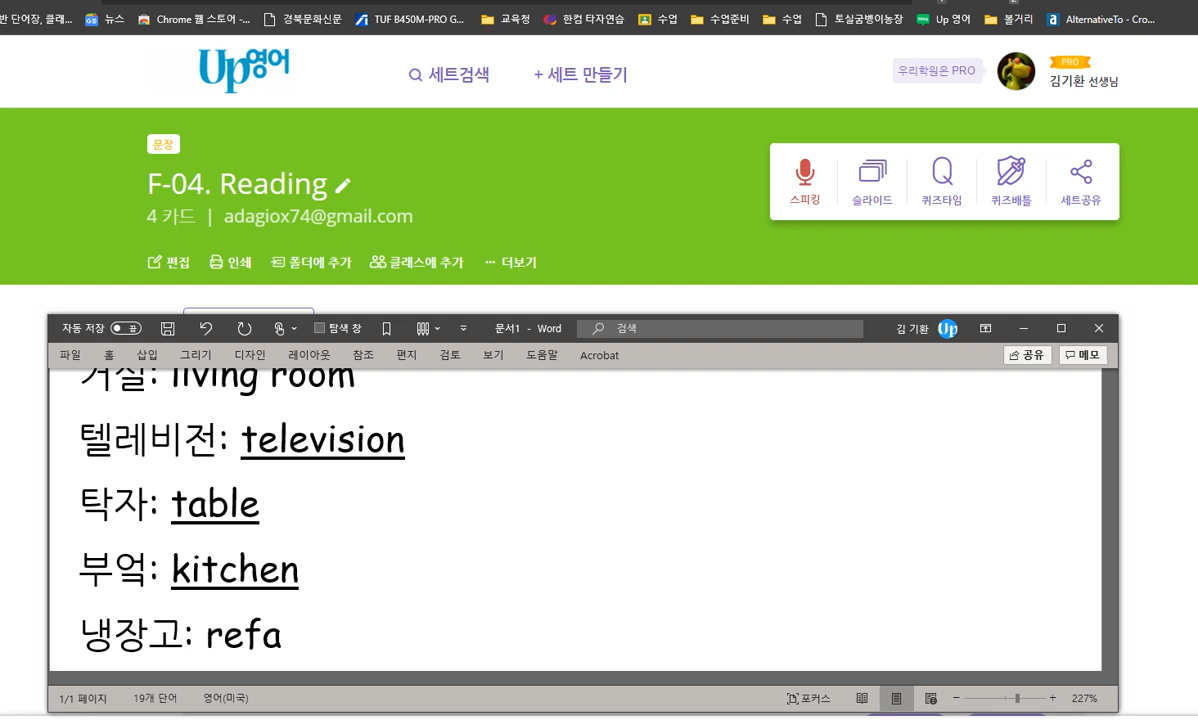 반 단어장, 클래... 뉴스 Chrome 웹 스토어 -... 경북문화신문 TUF B450M-PRO G... 교육청 한컴 타자연습 수업 수업준비 수업 토실굼벵이농장 Up 영어 볼거리 AlternativeTo - Cro...
Up영어 세트검색 + 세트 만들기 우리학원은 PRO PRO
김기환 선생님
문장
F-04. Reading
4 카드 | adagiox74@gmail.com
스피킹 슬라이드 퀴즈타임 퀴즈배틀 세트공유
편집 인쇄 폴더에 추가 클래스에 추가 ··· 더보기
자동 저장 끔 탐색 창 문서1 - Word 검색 김 기환 Up
파일 홈 삽입 그리기 디자인 레이아웃 참조 편지 검토 보기 도움말 Acrobat 공유 메모
거실: living room
텔레비전: television
탁자: table
부엌: kitchen
냉장고: refa
1/1 페이지 19개 단어 영어(미국) 포커스 227%